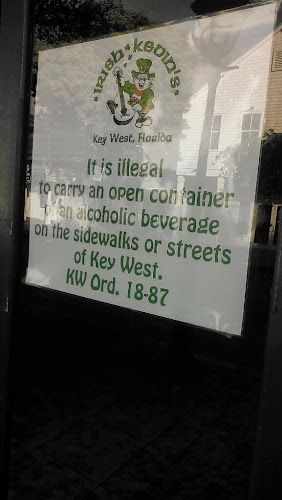 • IRISH • KEVIN'S •
Key West, Florida
It is illegal
to carry an open container
of an alcoholic beverage
on the sidewalks or streets
of Key West.
KW Ord. 18-87